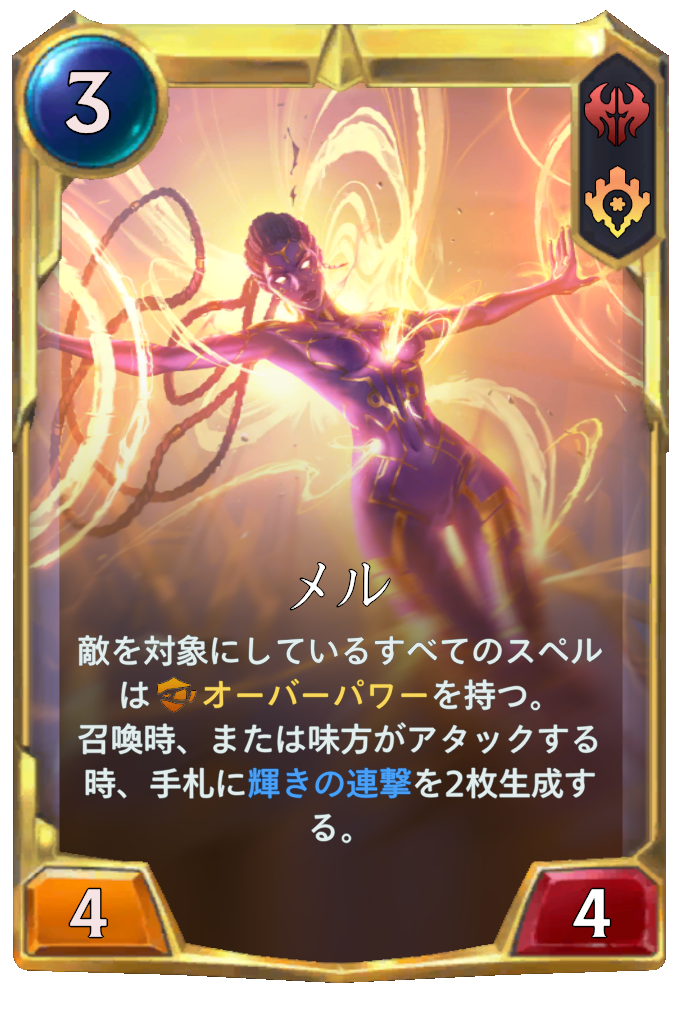 3
メル
敵を対象にしているすべてのスペル
はオーバーパワーを持つ。
召喚時、または味方がアタックする
時、手札に輝きの連撃を2枚生成す
る。
4
4